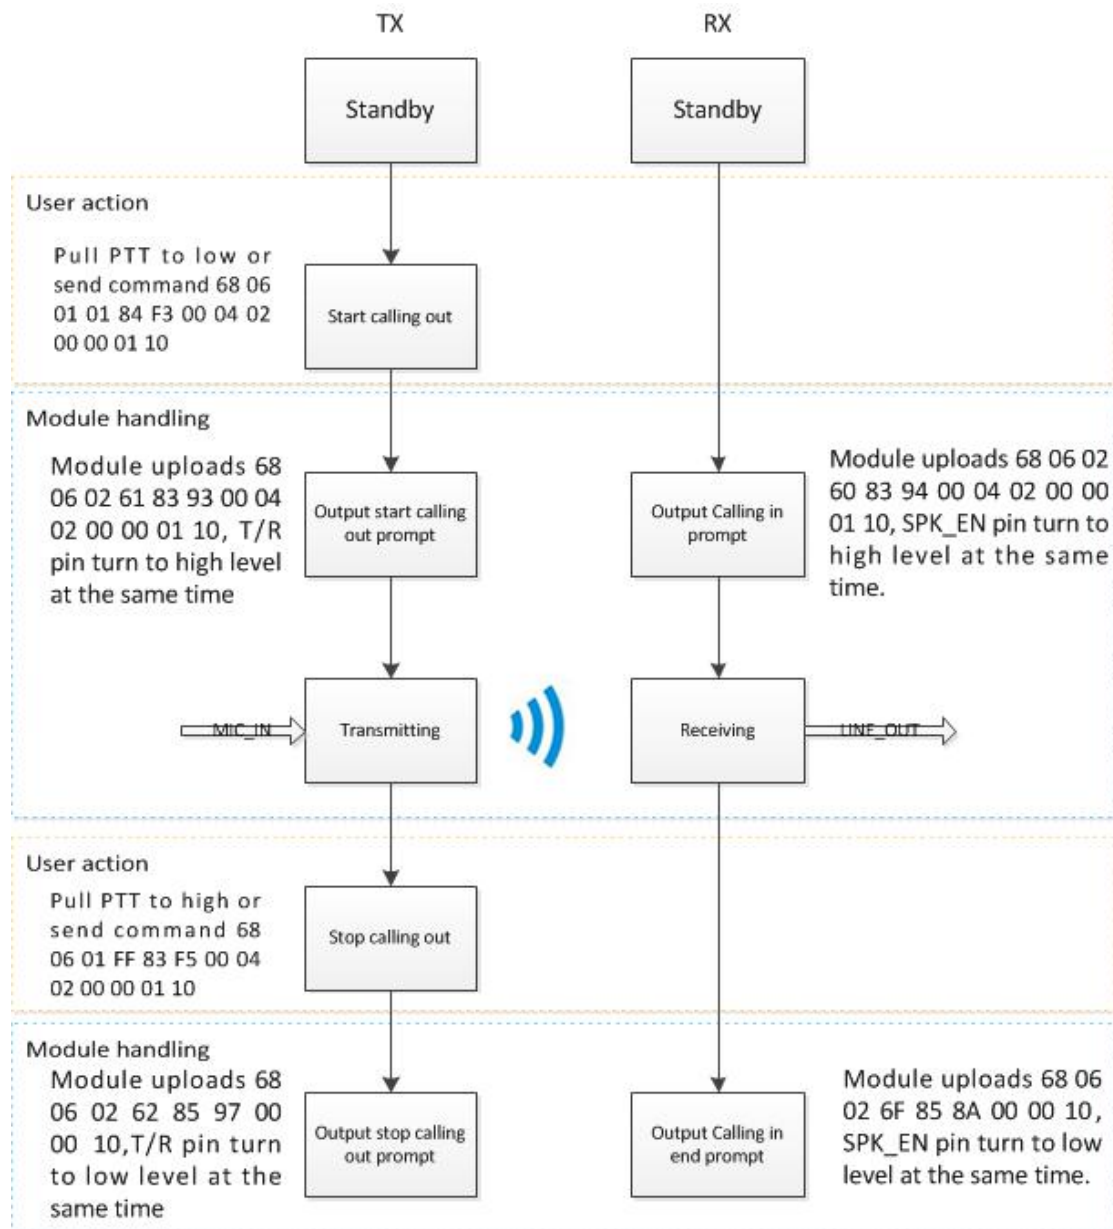 TX
RX
Standby
Standby
User action
Pull PTT to low or
send command 68 06
01 01 84 F3 00 04 02
00 00 01 10
Start calling out
Module handling
Module uploads 68
06 02 61 83 93 00 04
02 00 00 01 10, T/R
pin turn to high level
at the same time
Output start calling
out prompt
Output Calling in
prompt
Module uploads 68 06 02
60 83 94 00 04 02 00 00
01 10, SPK_EN pin turn to
high level at the same
time.
MIC_IN
Transmitting
Receiving
LINE_OUT
User action
Pull PTT to high or
send command 68
06 01 FF 83 F5 00 04
02 00 00 01 10
Stop calling out
Module handling
Module uploads 68
06 02 62 85 97 00
00 10,T/R pin turn
to low level at the
same time
Output stop calling
out prompt
Output Calling in
end prompt
Module uploads 68 06
02 6F 85 8A 00 00 10,
SPK_EN pin turn to low
level at the same time.